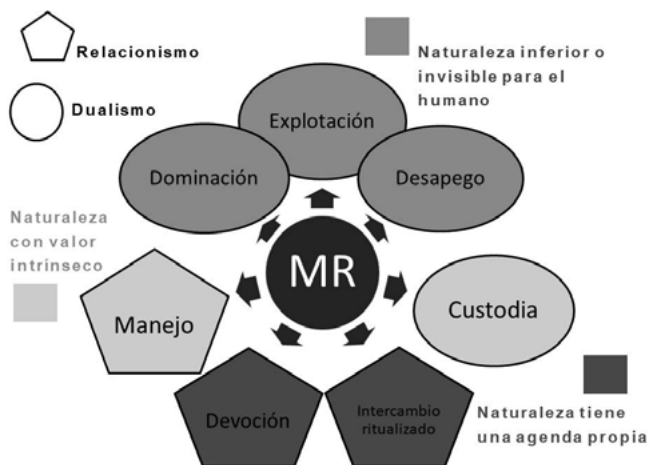 Relacionismo
Dualismo
Naturaleza inferior o
invisible para el
humano
Explotación
Dominación
Desapego
Naturaleza
con valor
intrínseco
MR
Manejo
Custodia
Devoción
Intercambio
ritualizado
Naturaleza tiene
una agenda propia